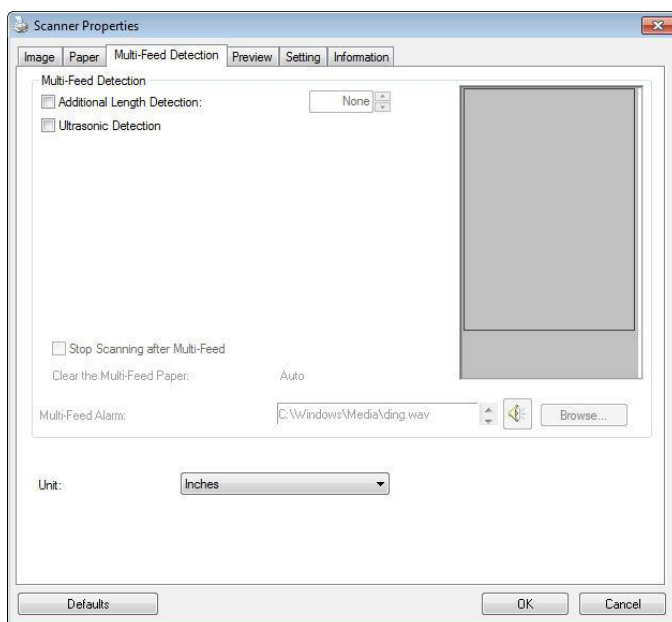 Scanner Properties
Image Paper Multi-Feed Detection Preview Setting Information
Multi-Feed Detection
Additional Length Detection: None
Ultrasonic Detection
Stop Scanning after Multi-Feed
Clear the Multi-Feed Paper: Auto
Multi-Feed Alarm: C:\Windows\Media\ding.wav Browse...
Unit: Inches
Defaults OK Cancel